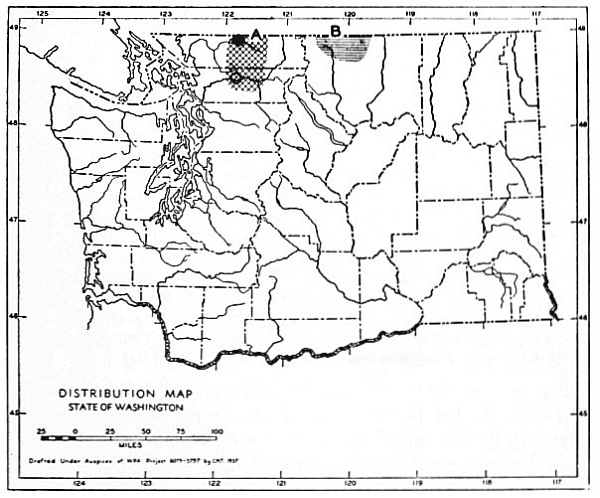 125 124 123 122 121 120 119 118 117
A B
49 49
48 48
47 47
46 46
45 45
DISTRIBUTION MAP
STATE OF WASHINGTON
25 0 25 50 75 100
MILES
Drafted Under Auspices of WPA Project 6079-5757 by CMT 1937
124 123 122 121 120 119 118 117